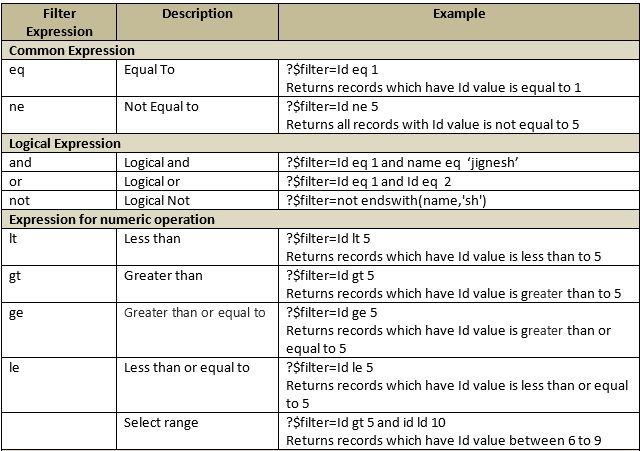 Filter Expression Description Example
Common Expression
eq Equal To ?$filter=Id eq 1
Returns records which have Id value is equal to 1
ne Not Equal to ?$filter=Id ne 5
Returns all records with Id value is not equal to 5
Logical Expression
and Logical and ?$filter=Id eq 1 and name eq ‘jignesh’
or Logical or ?$filter=Id eq 1 and Id eq 2
not Logical Not ?$filter=not endswith(name,'sh')
Expression for numeric operation
lt Less than ?$filter=Id lt 5
Returns records which have Id value is less than to 5
gt Greater than ?$filter=Id gt 5
Returns records which have Id value is greater than to 5
ge Greater than or equal to ?$filter=Id ge 5
Returns records which have Id value is greater than or
equal to 5
le Less than or equal to ?$filter=Id le 5
Returns records which have Id value is less than or equal
to 5
Select range ?$filter=Id gt 5 and id ld 10
Returns records which have Id value between 6 to 9